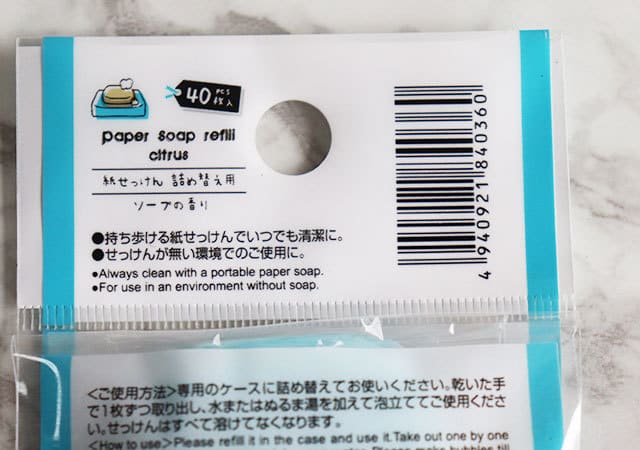 40 PCS
枚入
paper soap refill
citrus
紙せっけん 詰め替え用
ソープの香り
●持ち歩ける紙せっけんでいつでも清潔に。
●せっけんが無い環境でのご使用に。
●Always clean with a portable paper soap.
●For use in an environment without soap.
4 940921 840360
＜ご使用方法＞専用のケースに詰め替えてお使いください。乾いた手
で1枚ずつ取り出し、水またはぬるま湯を加えて泡立ててご使用くださ
い。せっけんはすべて溶けてなくなります。
<How to use>Please refill it in the case and use it.Take out one by one